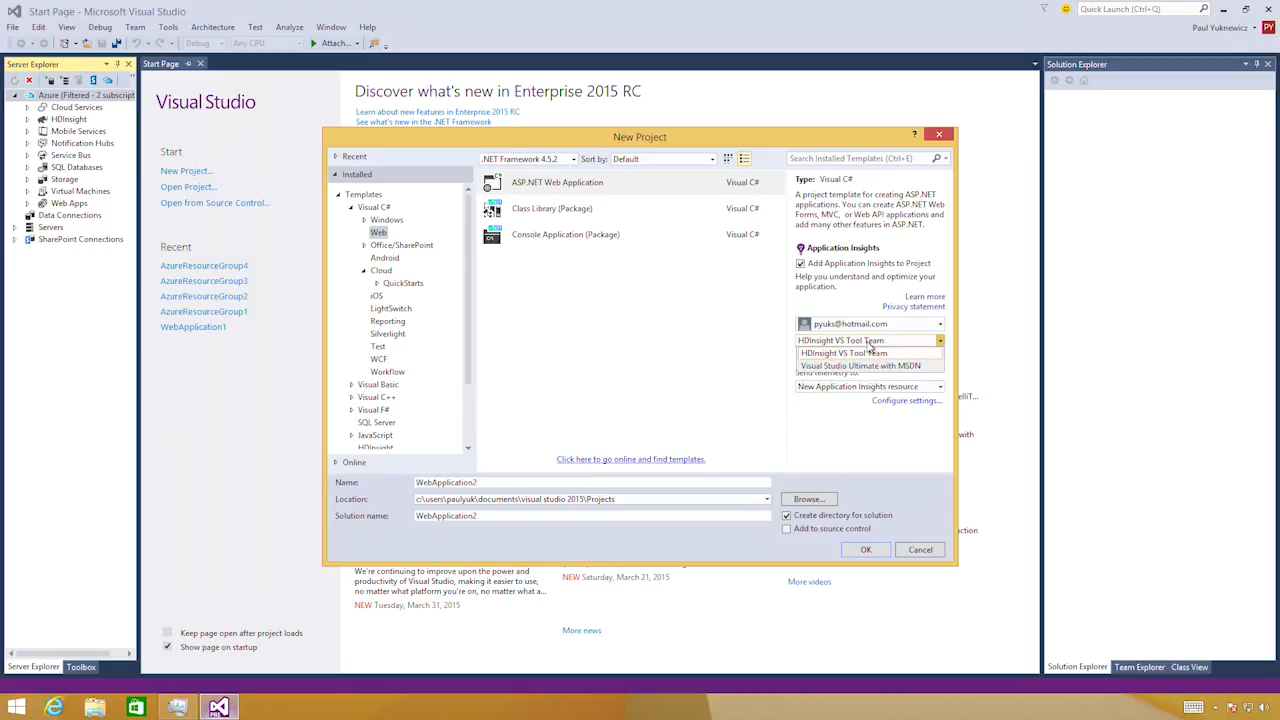 Start Page - Microsoft Visual Studio
Quick Launch (Ctrl+Q)
File Edit View Debug Team Tools Architecture Test Analyze Window Help
Paul Yuknewicz PY
Debug Any CPU Attach...
Server Explorer
Start Page
Solution Explorer
Azure (Filtered - 2 subscript
Cloud Services
HDInsight
Mobile Services
Notification Hubs
Service Bus
SQL Databases
Storage
Virtual Machines
Web Apps
Data Connections
Servers
SharePoint Connections
Visual Studio
Start
New Project...
Open Project...
Open from Source Control...
Recent
AzureResourceGroup4
AzureResourceGroup3
AzureResourceGroup2
AzureResourceGroup1
WebApplication1
Keep page open after project loads
Show page on startup
Discover what's new in Enterprise 2015 RC
Learn about new features in Enterprise 2015 RC
See what's new in the .NET Framework
New Project
?
Recent
Installed
.NET Framework 4.5.2
Sort by: Default
Search Installed Templates (Ctrl+E)
Templates
Visual C#
Windows
Web
Office/SharePoint
Android
Cloud
QuickStarts
iOS
LightSwitch
Reporting
Silverlight
Test
WCF
Workflow
Visual Basic
Visual C++
Visual F#
SQL Server
JavaScript
HDInsight
Online
ASP.NET Web Application Visual C#
Class Library (Package) Visual C#
Console Application (Package) Visual C#
Click here to go online and find templates.
Type: Visual C#
A project template for creating ASP.NET
applications. You can create ASP.NET Web
Forms, MVC, or Web API applications and
add many other features in ASP.NET.
Application Insights
Add Application Insights to Project
Help you understand and optimize your
application.
Learn more
Privacy statement
pyuks@hotmail.com
HDInsight VS Tool Team
HDInsight VS Tool Team
Visual Studio Ultimate with MSDN
Send telemetry to:
New Application Insights resource
Configure settings...
Name: WebApplication2
Location: c:\users\paulyuk\documents\visual studio 2015\Projects
Browse...
Solution name: WebApplication2
Create directory for solution
Add to source control
OK Cancel
We're continuing to improve upon the power and
productivity of Visual Studio, making it easier to use,
no matter what platform you're on, no matter what a...
NEW Tuesday, March 31, 2015
NEW Saturday, March 21, 2015
More news
More videos
elliT...
with
ction
Server Explorer Toolbox
Solution Explorer Team Explorer Class View